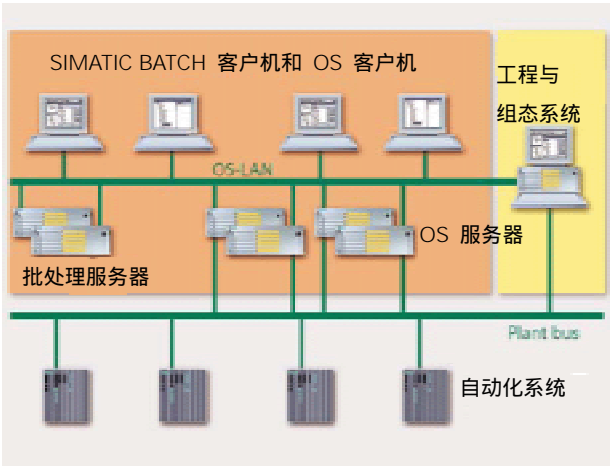 SIMATIC BATCH 客户机和 OS 客户机
工程与
组态系统
OS-LAN
OS 服务器
批处理服务器
Plant bus
自动化系统